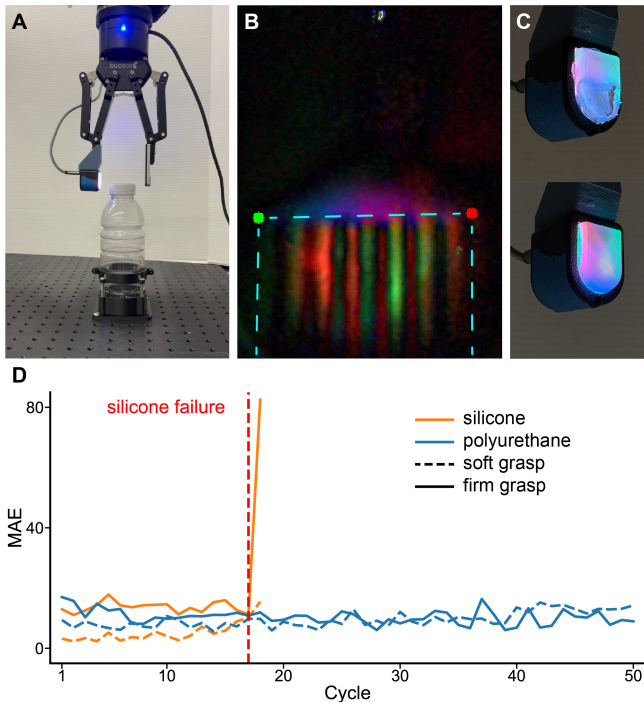 A
B
C
D
silicone failure
silicone
polyurethane
soft grasp
firm grasp
MAE
80
40
0
1
10
20
30
40
50
Cycle